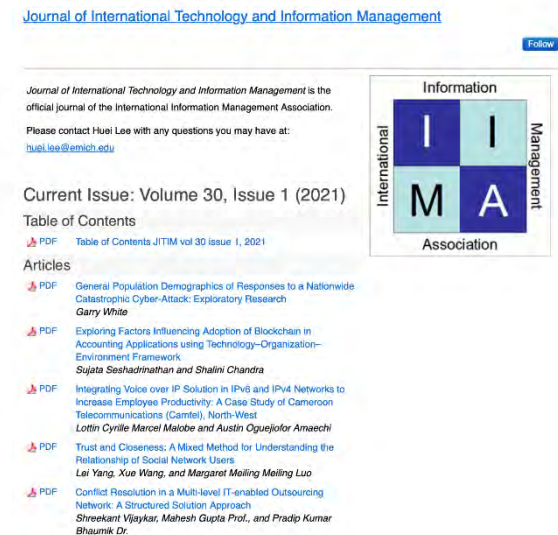 Journal of International Technology and Information Management
Follow
Journal of International Technology and Information Management is the
official journal of the International Information Management Association.
Please contact Huei Lee with any questions you may have at:
huei.lee@emich.edu
Information
International
I I
M A
Management
Association
Current Issue: Volume 30, Issue 1 (2021)
Table of Contents
PDF Table of Contents JITIM vol 30 issue 1, 2021
Articles
PDF General Population Demographics of Responses to a Nationwide
Catastrophic Cyber-Attack: Exploratory Research
Garry White
PDF Exploring Factors Influencing Adoption of Blockchain in
Accounting Applications using Technology–Organization–
Environment Framework
Sujata Seshadrinathan and Shalini Chandra
PDF Integrating Voice over IP Solution in IPv6 and IPv4 Networks to
Increase Employee Productivity: A Case Study of Cameroon
Telecommunications (Camtel), North-West
Lottin Cyrille Marcel Malobe and Austin Oguejiofor Amaechi
PDF Trust and Closeness: A Mixed Method for Understanding the
Relationship of Social Network Users
Lei Yang, Xue Wang, and Margaret Meiling Meiling Luo
PDF Conflict Resolution in a Multi-level IT-enabled Outsourcing
Network: A Structured Solution Approach
Shreekant Vijaykar, Mahesh Gupta Prof., and Pradip Kumar
Bhaumik Dr.